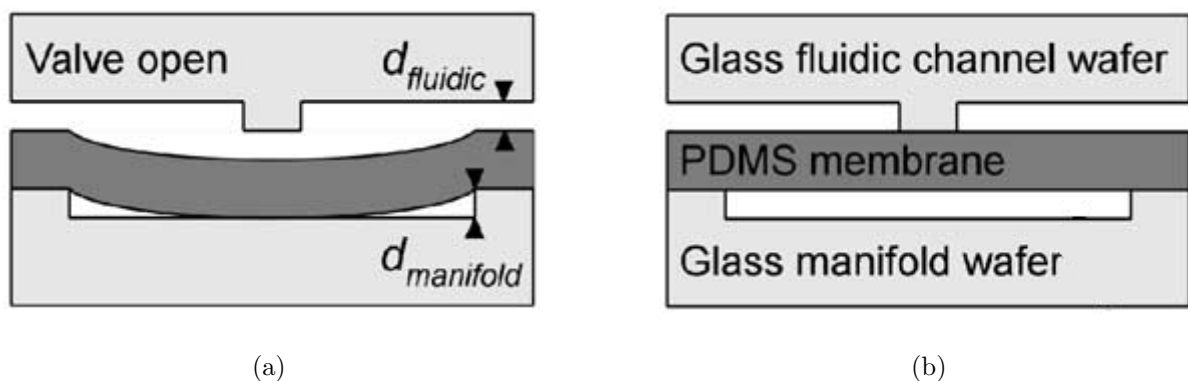 Valve open
d_fluidic
d_manifold
(a)
Glass fluidic channel wafer
PDMS membrane
Glass manifold wafer
(b)